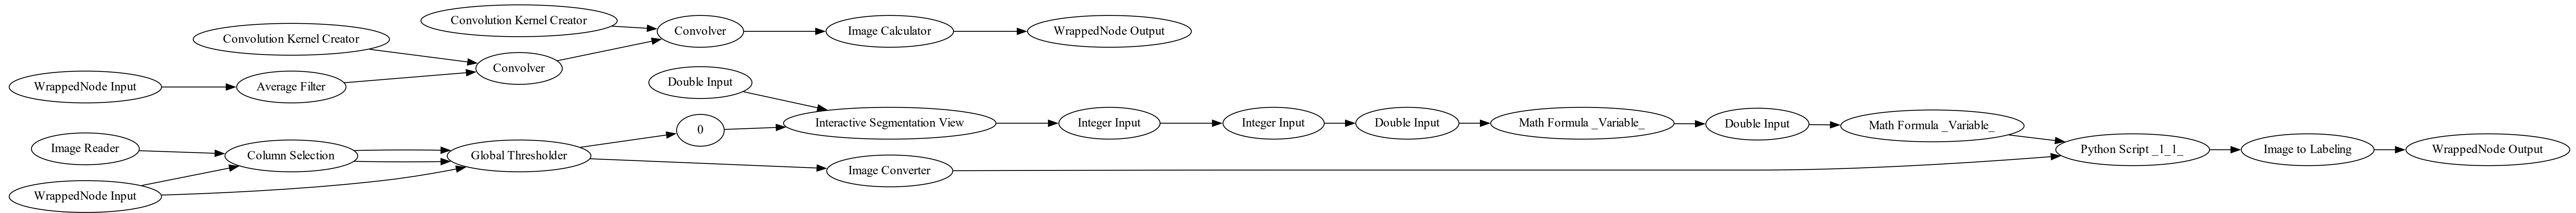 Convolution Kernel Creator
Convolution Kernel Creator
Convolver
Image Calculator
WrappedNode Output
Convolver
WrappedNode Input
Average Filter
Double Input
Interactive Segmentation View
Integer Input
Integer Input
Double Input
Math Formula _Variable_
Double Input
Math Formula _Variable_
0
Image Reader
Column Selection
Global Thresholder
Python Script _1_1_
Image to Labeling
WrappedNode Output
Image Converter
WrappedNode Input